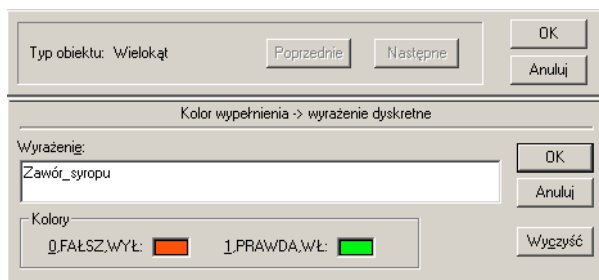 Typ obiektu: Wielokąt
Poprzednie
Następne
OK
Anuluj
Kolor wypełnienia -> wyrażenie dyskretne
Wyrażenie:
Zawór_syropu
OK
Anuluj
Kolory
0,FAŁSZ,WYŁ:
1,PRAWDA,WŁ:
Wyczyść